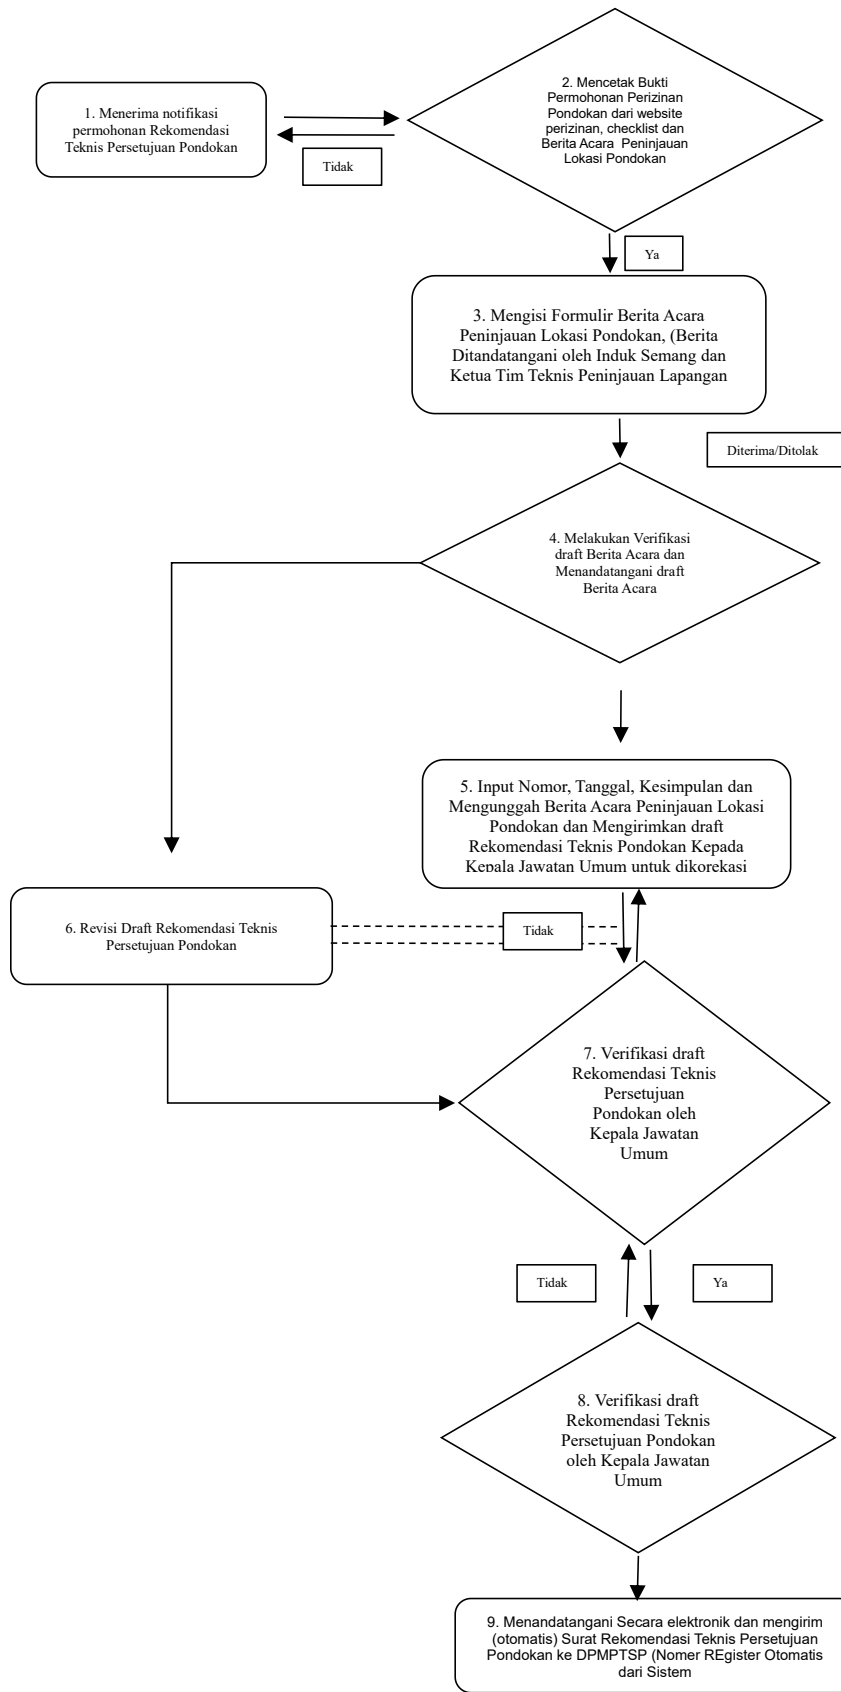 1. Menerima notifikasi
permohonan Rekomendasi
Teknis Persetujuan Pondokan
Tidak
2. Mencetak Bukti
Permohonan Perizinan
Pondokan dari website
perizinan, checklist dan
Berita Acara Peninjauan
Lokasi Pondokan
Ya
3. Mengisi Formulir Berita Acara
Peninjauan Lokasi Pondokan, (Berita
Ditandatangani oleh Induk Semang dan
Ketua Tim Teknis Peninjauan Lapangan
Diterima/Ditolak
4. Melakukan Verifikasi
draft Berita Acara dan
Menandatangani draft
Berita Acara
5. Input Nomor, Tanggal, Kesimpulan dan
Mengunggah Berita Acara Peninjauan Lokasi
Pondokan dan Mengirimkan draft
Rekomendasi Teknis Pondokan Kepada
Kepala Jawatan Umum untuk dikorekasi
6. Revisi Draft Rekomendasi Teknis
Persetujuan Pondokan
Tidak
7. Verifikasi draft
Rekomendasi Teknis
Persetujuan
Pondokan oleh
Kepala Jawatan
Umum
Tidak
Ya
8. Verifikasi draft
Rekomendasi Teknis
Persetujuan Pondokan
oleh Kepala Jawatan
Umum
9. Menandatangani Secara elektronik dan mengirim
(otomatis) Surat Rekomendasi Teknis Persetujuan
Pondokan ke DPMPTSP (Nomer REgister Otomatis
dari Sistem